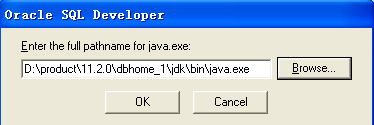 Oracle SQL Developer
Enter the full pathname for java.exe:
D:\product\11.2.0\dbhome_1\jdk\bin\java.exe Browse...
OK Cancel